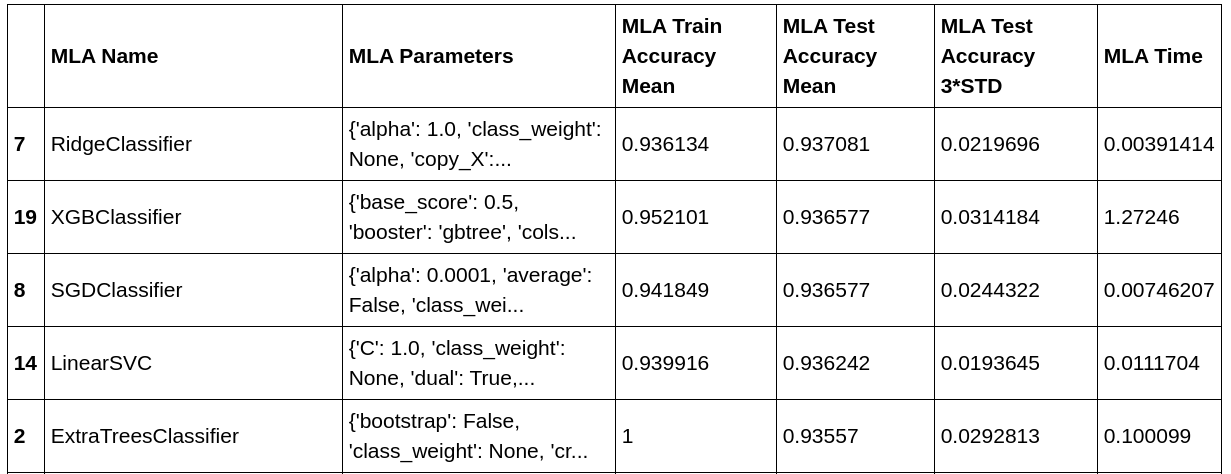 MLA Name MLA Parameters MLA Train Accuracy Mean MLA Test Accuracy Mean MLA Test Accuracy 3*STD MLA Time
7 RidgeClassifier {'alpha': 1.0, 'class_weight': None, 'copy_X':... 0.936134 0.937081 0.0219696 0.00391414
19 XGBClassifier {'base_score': 0.5, 'booster': 'gbtree', 'cols... 0.952101 0.936577 0.0314184 1.27246
8 SGDClassifier {'alpha': 0.0001, 'average': False, 'class_wei... 0.941849 0.936577 0.0244322 0.00746207
14 LinearSVC {'C': 1.0, 'class_weight': None, 'dual': True,... 0.939916 0.936242 0.0193645 0.0111704
2 ExtraTreesClassifier {'bootstrap': False, 'class_weight': None, 'cr... 1 0.93557 0.0292813 0.100099